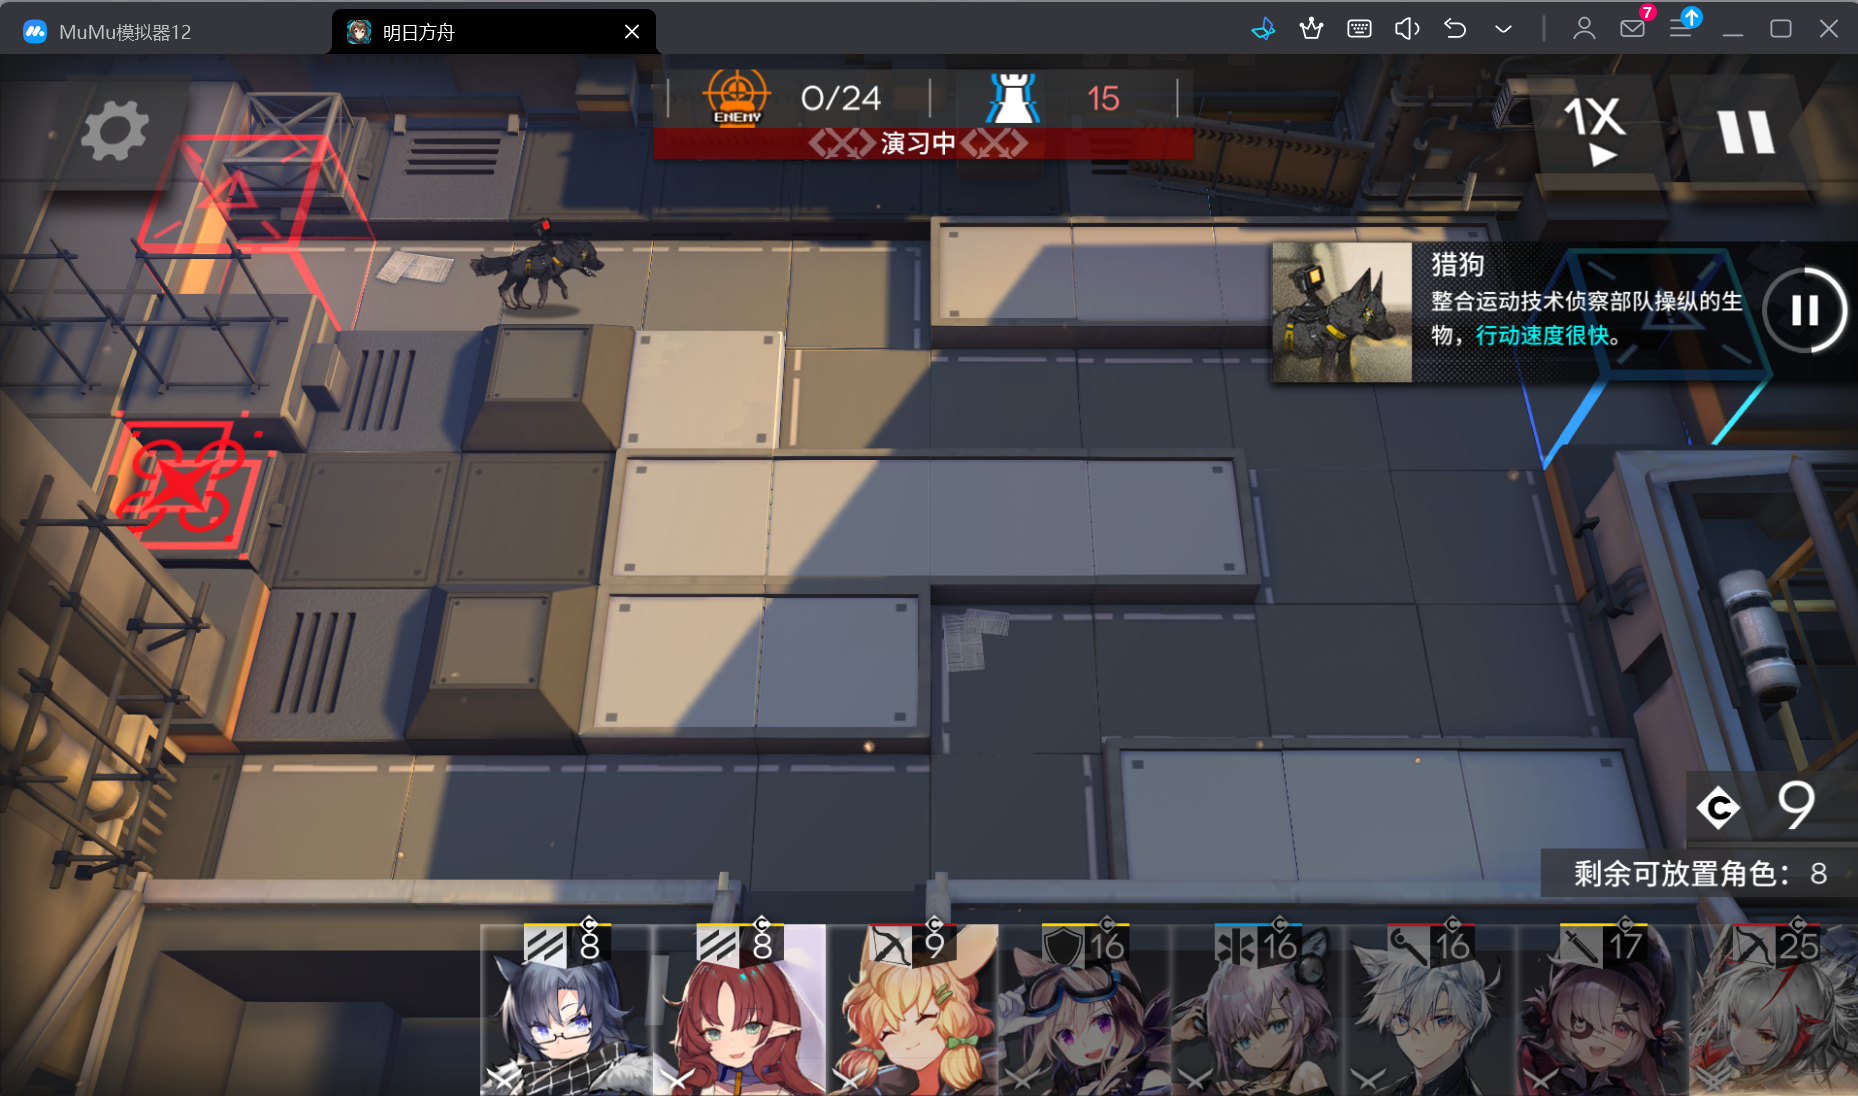 MuMu模拟器12
明日方舟
7
ENEMY
0/24
15
演习中
1X
猎狗
整合运动技术侦察部队操纵的生
物，行动速度很快。
C 9
剩余可放置角色：8
8
8
9
16
16
16
17
25